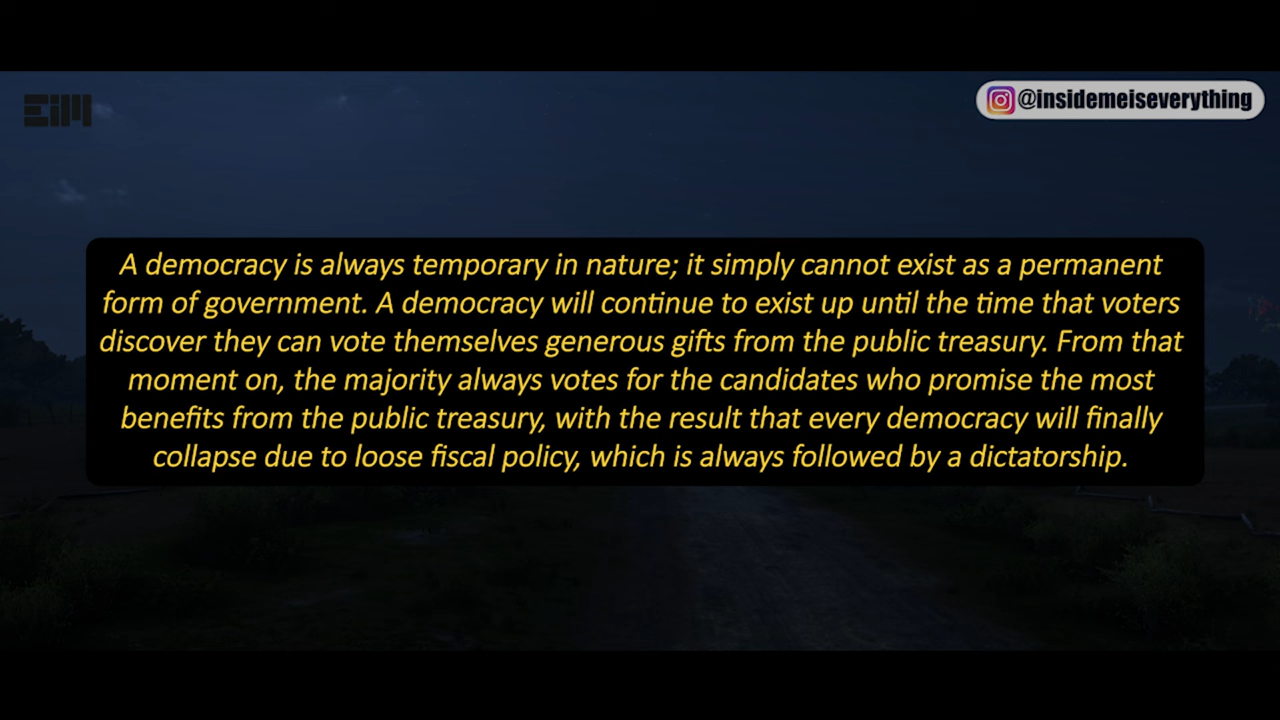 EiM
@insidemeiseverything
A democracy is always temporary in nature; it simply cannot exist as a permanent
form of government. A democracy will continue to exist up until the time that voters
discover they can vote themselves generous gifts from the public treasury. From that
moment on, the majority always votes for the candidates who promise the most
benefits from the public treasury, with the result that every democracy will finally
collapse due to loose fiscal policy, which is always followed by a dictatorship.